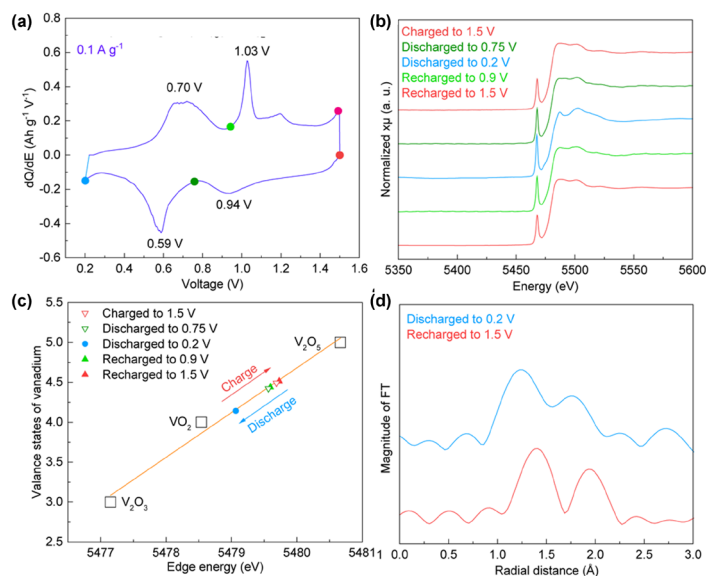 (a)
0.1 A g⁻¹
0.70 V
1.03 V
0.59 V
0.94 V
dQ/dE (Ah g⁻¹ V⁻¹)
0.6
0.4
0.2
0.0
-0.2
-0.4
-0.6
0.2 0.4 0.6 0.8 1.0 1.2 1.4 1.6
Voltage (V)
(b)
Charged to 1.5 V
Discharged to 0.75 V
Discharged to 0.2 V
Recharged to 0.9 V
Recharged to 1.5 V
Normalized xμ (a. u.)
5350 5400 5450 5500 5550 5600
Energy (eV)
(c)
Charged to 1.5 V
Discharged to 0.75 V
Discharged to 0.2 V
Recharged to 0.9 V
Recharged to 1.5 V
V₂O₅
Charge
Discharge
VO₂
V₂O₃
Valance states of vanadium
5.5
5.0
4.5
4.0
3.5
3.0
2.5
5477 5478 5479 5480 54811
Edge energy (eV)
(d)
Discharged to 0.2 V
Recharged to 1.5 V
Magnitude of FT
0.0 0.5 1.0 1.5 2.0 2.5 3.0
Radial distance (Å)